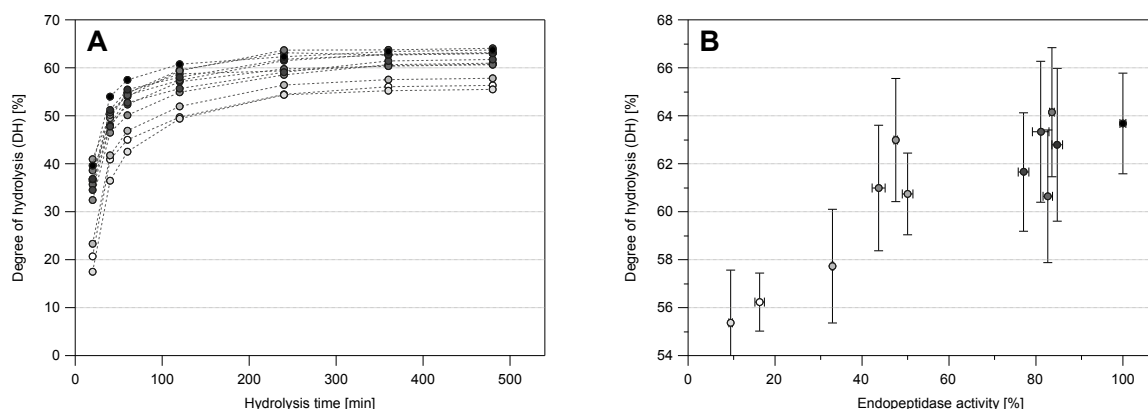 A
Degree of hydrolysis (DH) [%]
70
60
50
40
30
20
10
0
0 100 200 300 400 500
Hydrolysis time [min]
B
Degree of hydrolysis (DH) [%]
68
66
64
62
60
58
56
54
0 20 40 60 80 100
Endopeptidase activity [%]